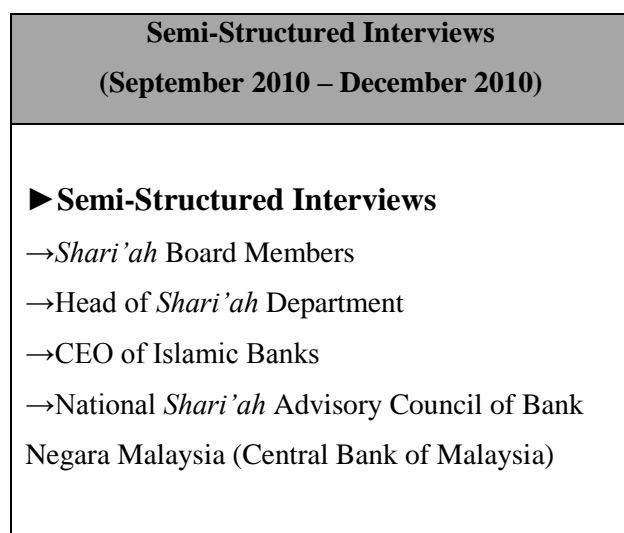 Semi-Structured Interviews
(September 2010 – December 2010)
►Semi-Structured Interviews
→Shari’ah Board Members
→Head of Shari’ah Department
→CEO of Islamic Banks
→National Shari’ah Advisory Council of Bank
Negara Malaysia (Central Bank of Malaysia)